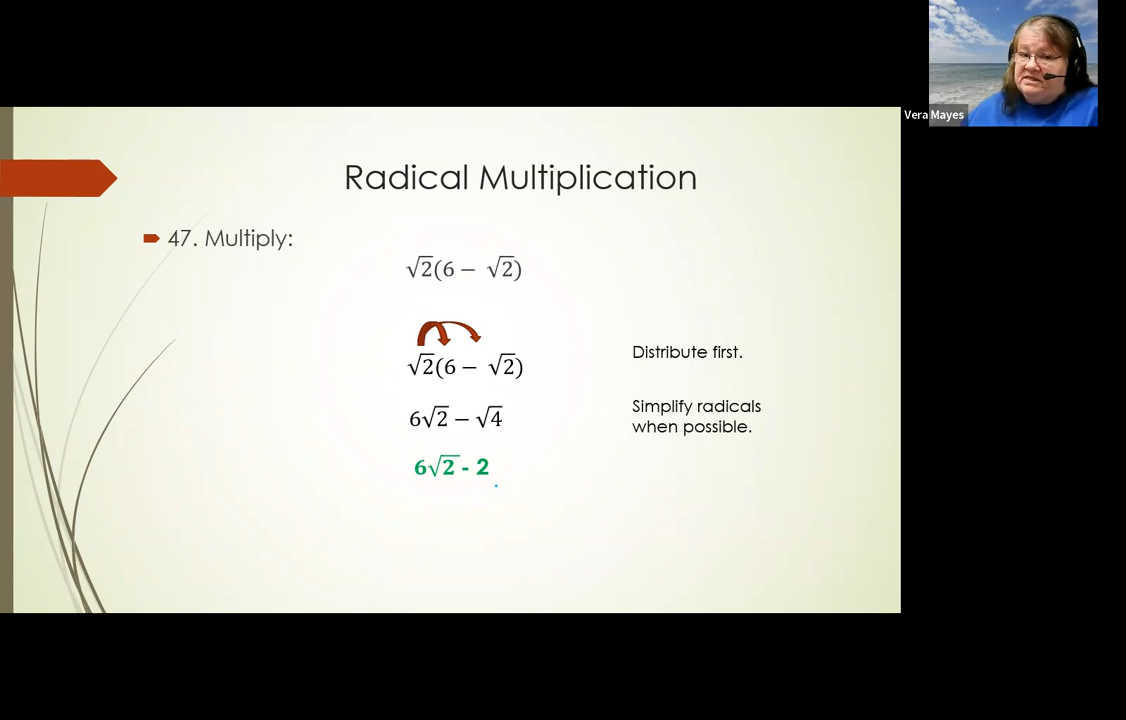 Vera Mayes
Radical Multiplication
47. Multiply:
√2(6 − √2)
√2(6 − √2)
Distribute first.
6√2 − √4
Simplify radicals
when possible.
6√2 - 2